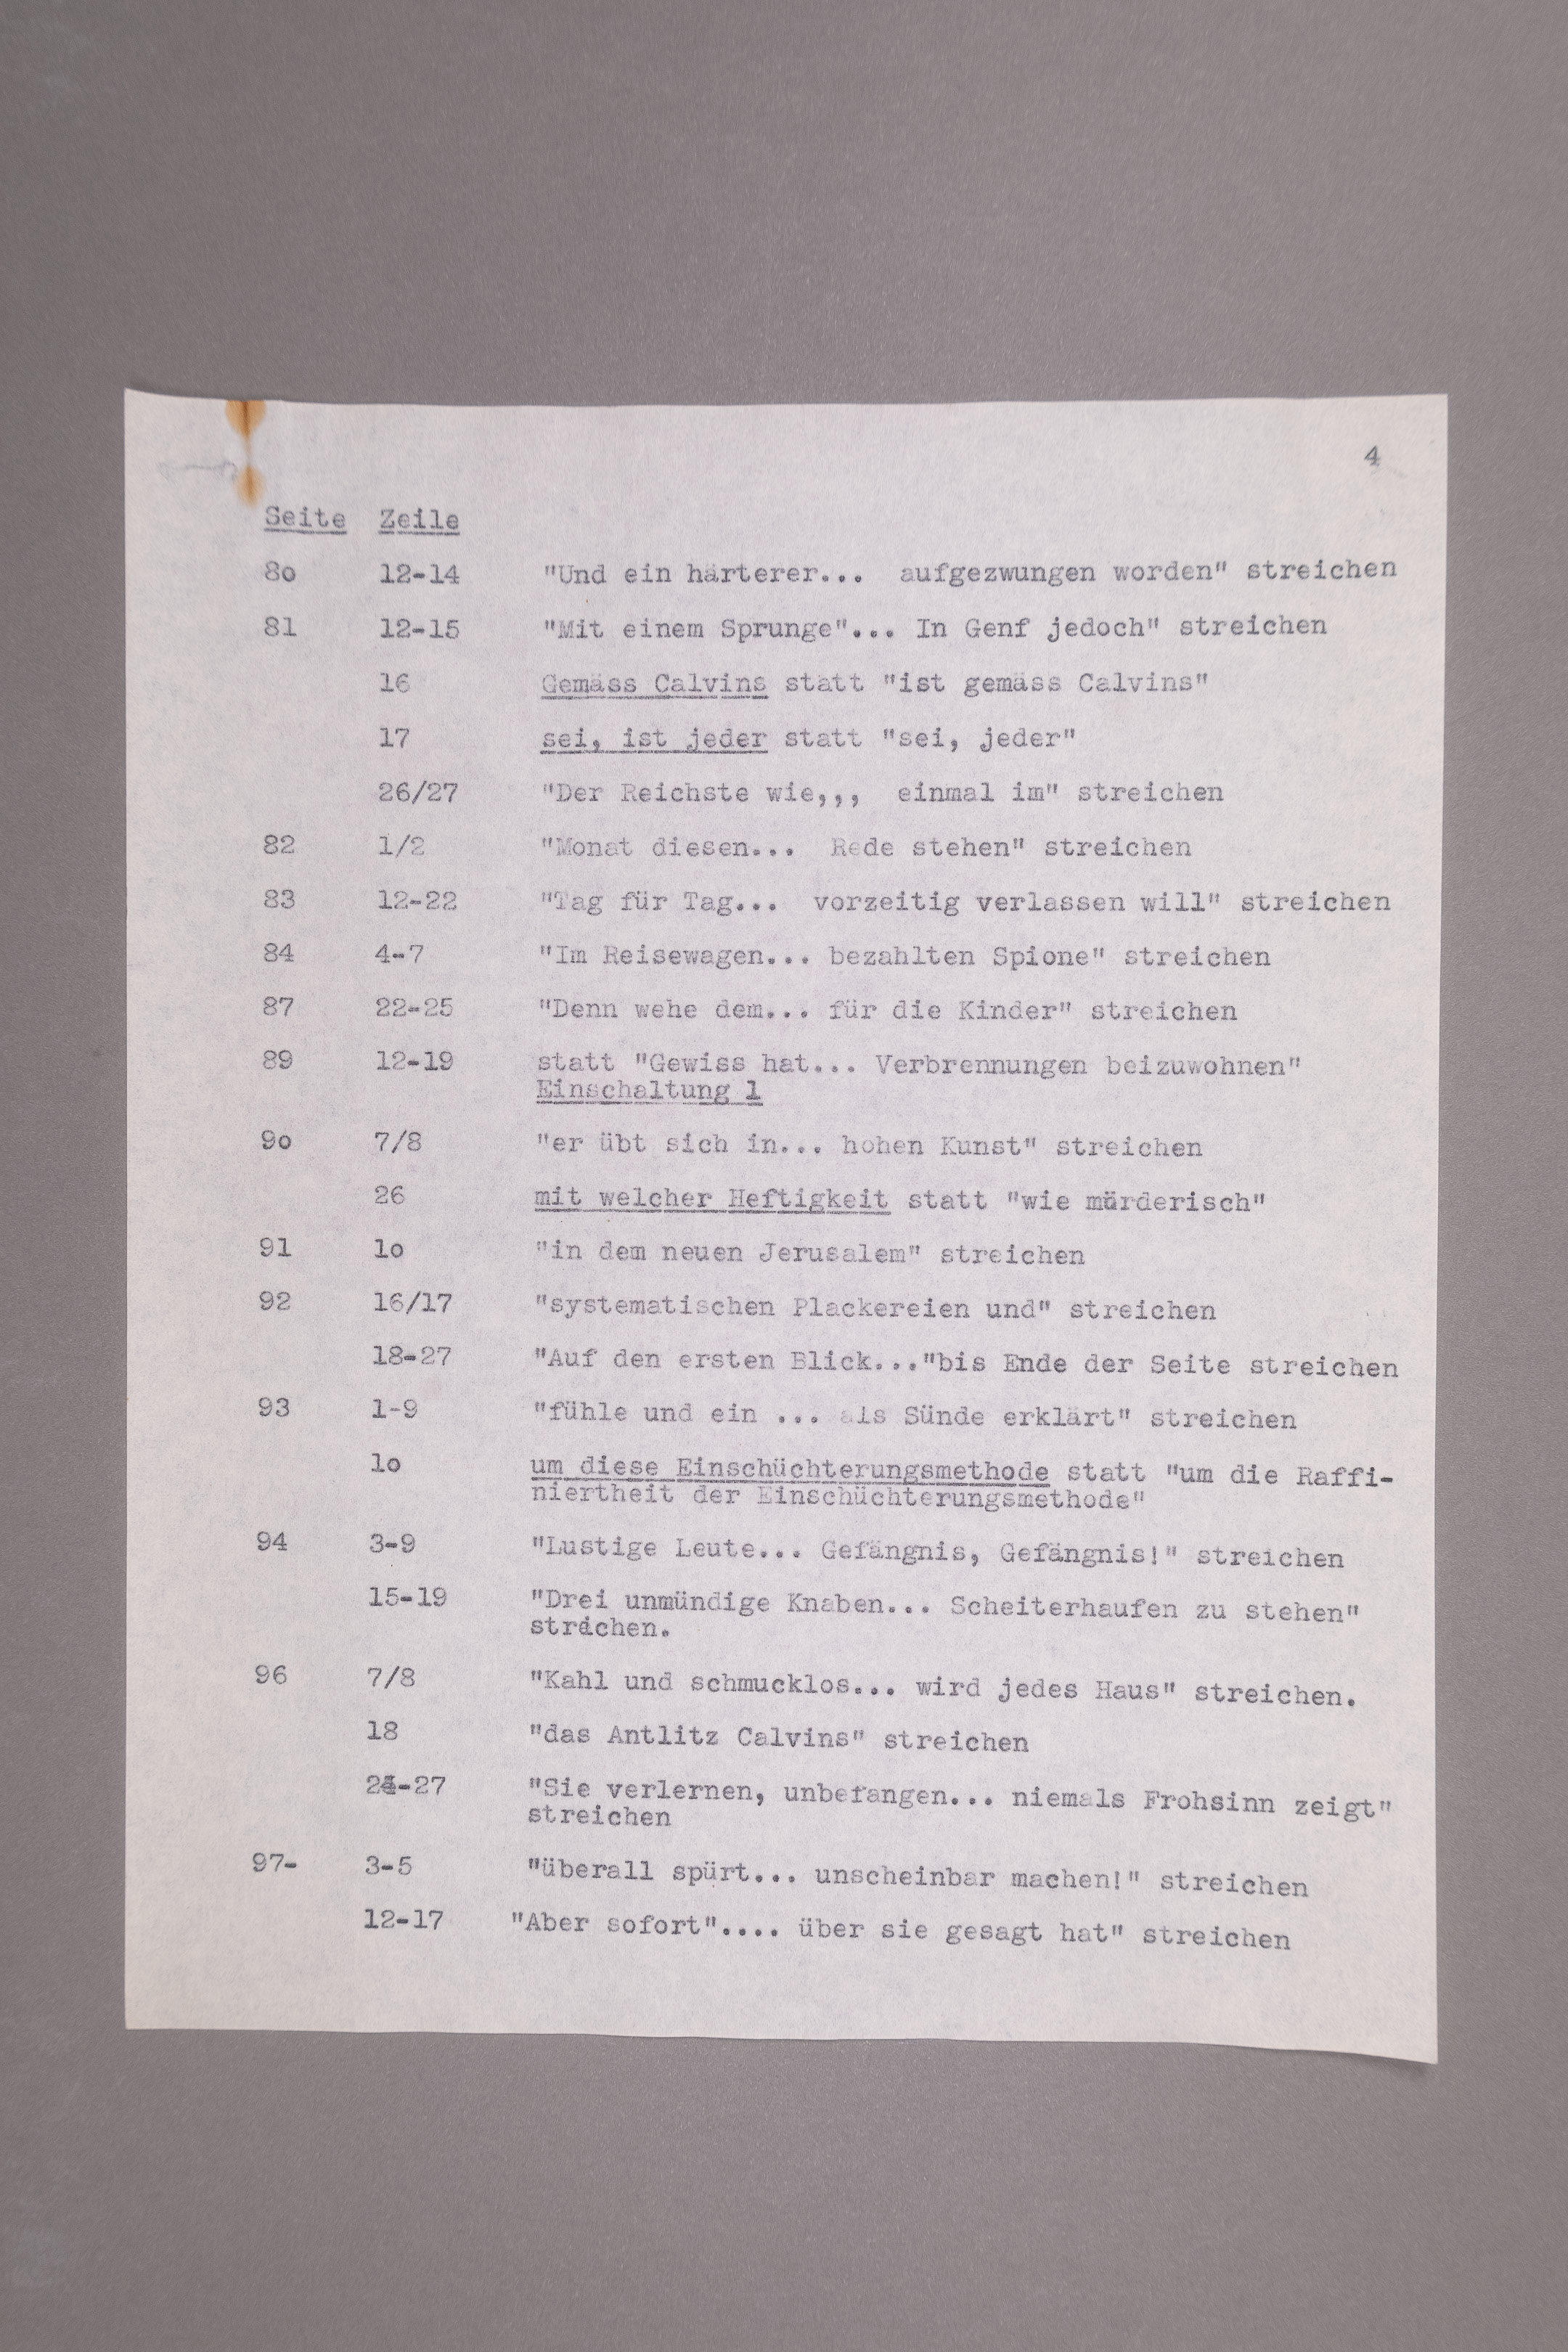 4
Seite Zeile
8o 12-14 "Und ein härterer... aufgezwungen worden" streichen
81 12-15 "Mit einem Sprunge"... In Genf jedoch" streichen
16 Gemäss Calvins statt "ist gemäss Calvins"
17 sei, ist jeder statt "sei, jeder"
26/27 "Der Reichste wie,,, einmal im" streichen
82 1/2 "Monat diesen... Rede stehen" streichen
83 12-22 "Tag für Tag... vorzeitig verlassen will" streichen
84 4-7 "Im Reisewagen... bezahlten Spione" streichen
87 22-25 "Denn wehe dem... für die Kinder" streichen
89 12-19 statt "Gewiss hat... Verbrennungen beizuwohnen"
Einschaltung 1
9o 7/8 "er übt sich in... hohen Kunst" streichen
26 mit welcher Heftigkeit statt "wie mörderisch"
91 lo "in dem neuen Jerusalem" streichen
92 16/17 "systematischen Plackereien und" streichen
18-27 "Auf den ersten Blick..."bis Ende der Seite streichen
93 1-9 "fühle und ein ... als Sünde erklärt" streichen
lo um diese Einschüchterungsmethode statt "um die Raffi-
niertheit der Einschüchterungsmethode"
94 3-9 "Lustige Leute... Gefängnis, Gefängnis!" streichen
15-19 "Drei unmündige Knaben... Scheiterhaufen zu stehen"
strichen.
96 7/8 "Kahl und schmucklos... wird jedes Haus" streichen.
18 "das Antlitz Calvins" streichen
24-27 "Sie verlernen, unbefangen... niemals Frohsinn zeigt"
streichen
97- 3-5 "überall spürt... unscheinbar machen!" streichen
12-17 "Aber sofort".... über sie gesagt hat" streichen